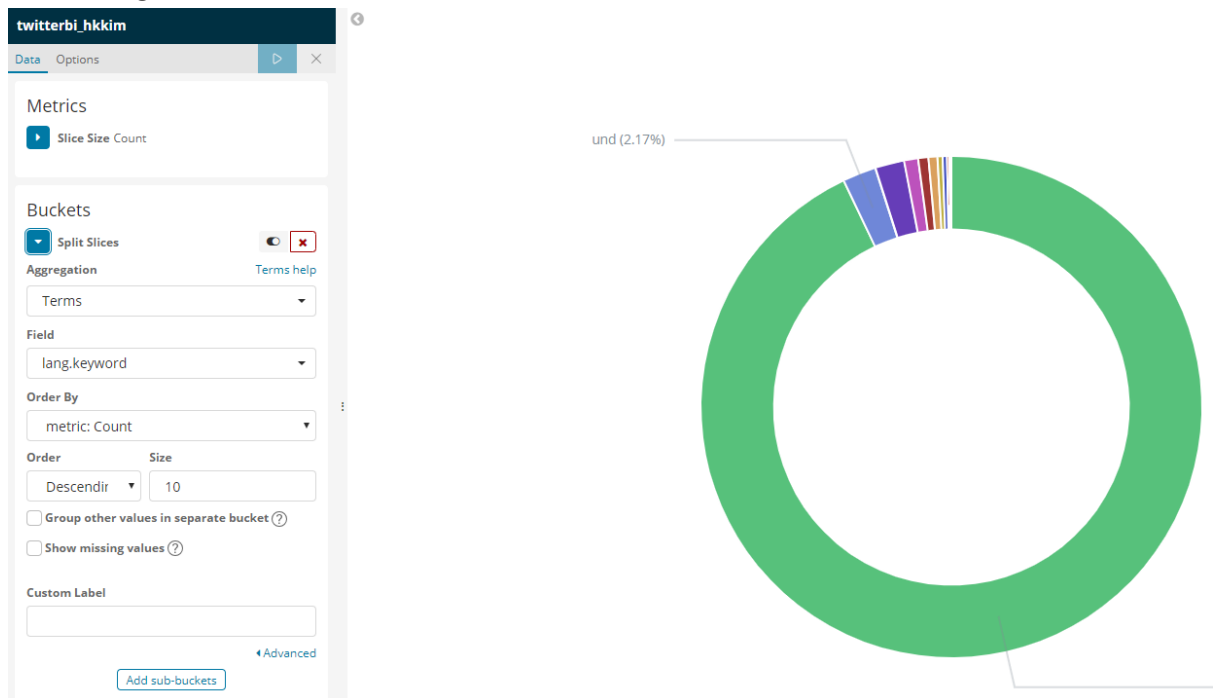 twitterbi_hkkim
Data Options
Metrics
Slice Size Count
Buckets
Split Slices
Aggregation Terms help
Terms
Field
lang.keyword
Order By
metric: Count
Order Size
Descendir 10
Group other values in separate bucket ?
Show missing values ?
Custom Label
Advanced
Add sub-buckets
und (2.17%)